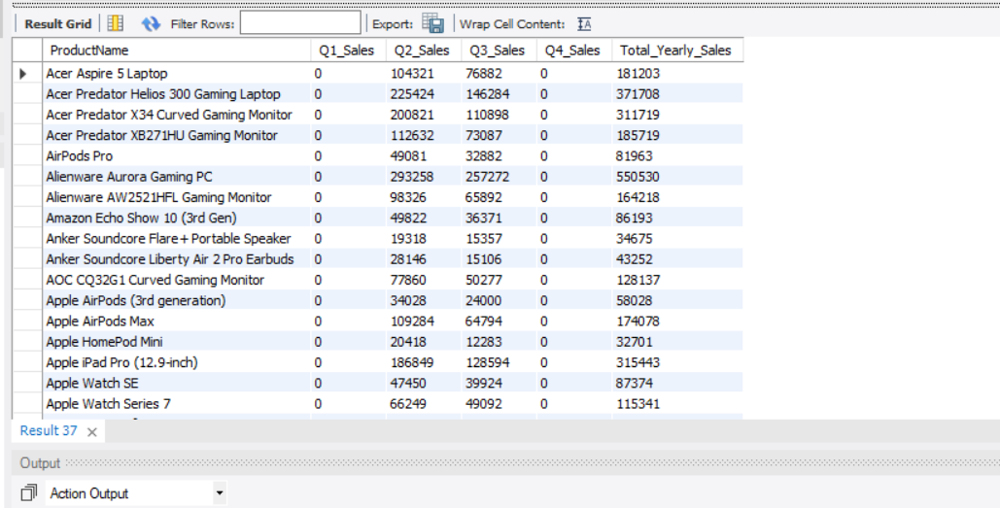 Result Grid Filter Rows: Export: Wrap Cell Content: IA
ProductName Q1_Sales Q2_Sales Q3_Sales Q4_Sales Total_Yearly_Sales
Acer Aspire 5 Laptop 0 104321 76882 0 181203
Acer Predator Helios 300 Gaming Laptop 0 225424 146284 0 371708
Acer Predator X34 Curved Gaming Monitor 0 200821 110898 0 311719
Acer Predator XB271HU Gaming Monitor 0 112632 73087 0 185719
AirPods Pro 0 49081 32882 0 81963
Alienware Aurora Gaming PC 0 293258 257272 0 550530
Alienware AW2521HFL Gaming Monitor 0 98326 65892 0 164218
Amazon Echo Show 10 (3rd Gen) 0 49822 36371 0 86193
Anker Soundcore Flare+ Portable Speaker 0 19318 15357 0 34675
Anker Soundcore Liberty Air 2 Pro Earbuds 0 28146 15106 0 43252
AOC CQ32G1 Curved Gaming Monitor 0 77860 50277 0 128137
Apple AirPods (3rd generation) 0 34028 24000 0 58028
Apple AirPods Max 0 109284 64794 0 174078
Apple HomePod Mini 0 20418 12283 0 32701
Apple iPad Pro (12.9-inch) 0 186849 128594 0 315443
Apple Watch SE 0 47450 39924 0 87374
Apple Watch Series 7 0 66249 49092 0 115341
Result 37
Output
Action Output